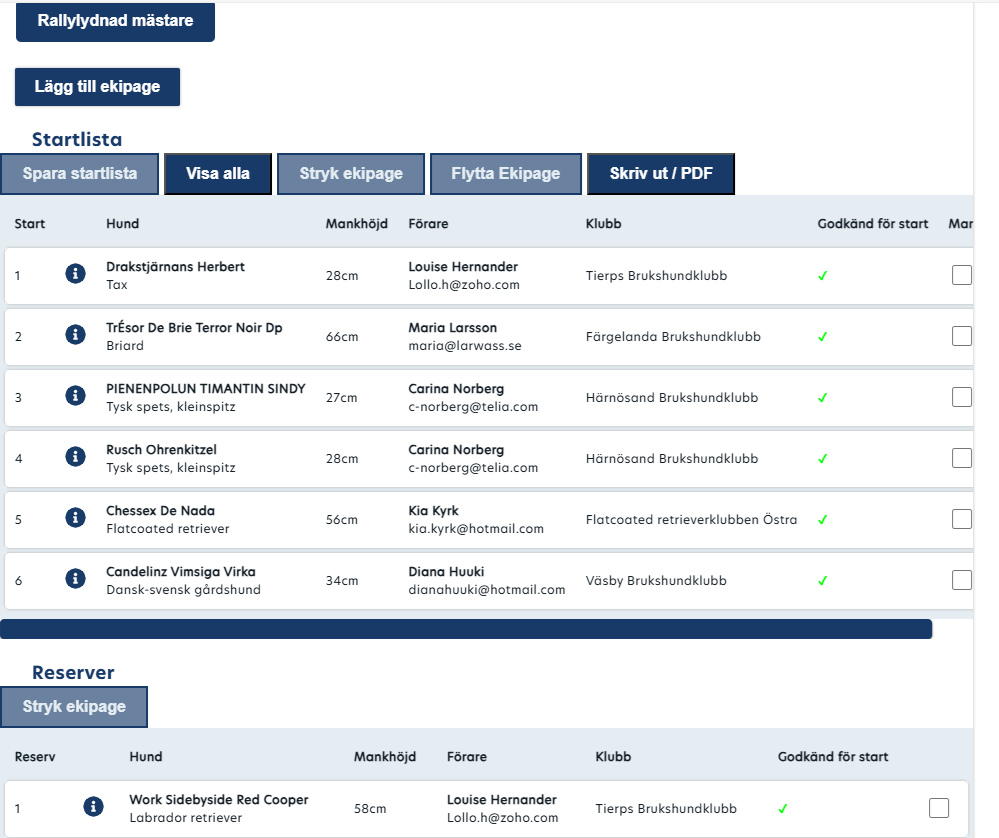 Rallylydnad mästare
Lägg till ekipage
Startlista
Spara startlista Visa alla Stryk ekipage Flytta Ekipage Skriv ut / PDF
Start Hund Mankhöjd Förare Klubb Godkänd för start Mar
1 Drakstjärnans Herbert 28cm Louise Hernander Tierps Brukshundklubb ✓
Tax Lollo.h@zoho.com
2 TrÉsor De Brie Terror Noir Dp 66cm Maria Larsson Färgelanda Brukshundklubb ✓
Briard maria@larwass.se
3 PIENENPOLUN TIMANTIN SINDY 27cm Carina Norberg Härnösand Brukshundklubb ✓
Tysk spets, kleinspitz c-norberg@telia.com
4 Rusch Ohrenkitzel 28cm Carina Norberg Härnösand Brukshundklubb ✓
Tysk spets, kleinspitz c-norberg@telia.com
5 Chessex De Nada 56cm Kia Kyrk Flatcoated retrieverklubben Östra ✓
Flatcoated retriever kia.kyrk@hotmail.com
6 Candelinz Vimsiga Virka 34cm Diana Huuki Väsby Brukshundklubb ✓
Dansk-svensk gårdshund dianahuuki@hotmail.com
Reserver
Stryk ekipage
Reserv Hund Mankhöjd Förare Klubb Godkänd för start
1 Work Sidebyside Red Cooper 58cm Louise Hernander Tierps Brukshundklubb ✓
Labrador retriever Lollo.h@zoho.com